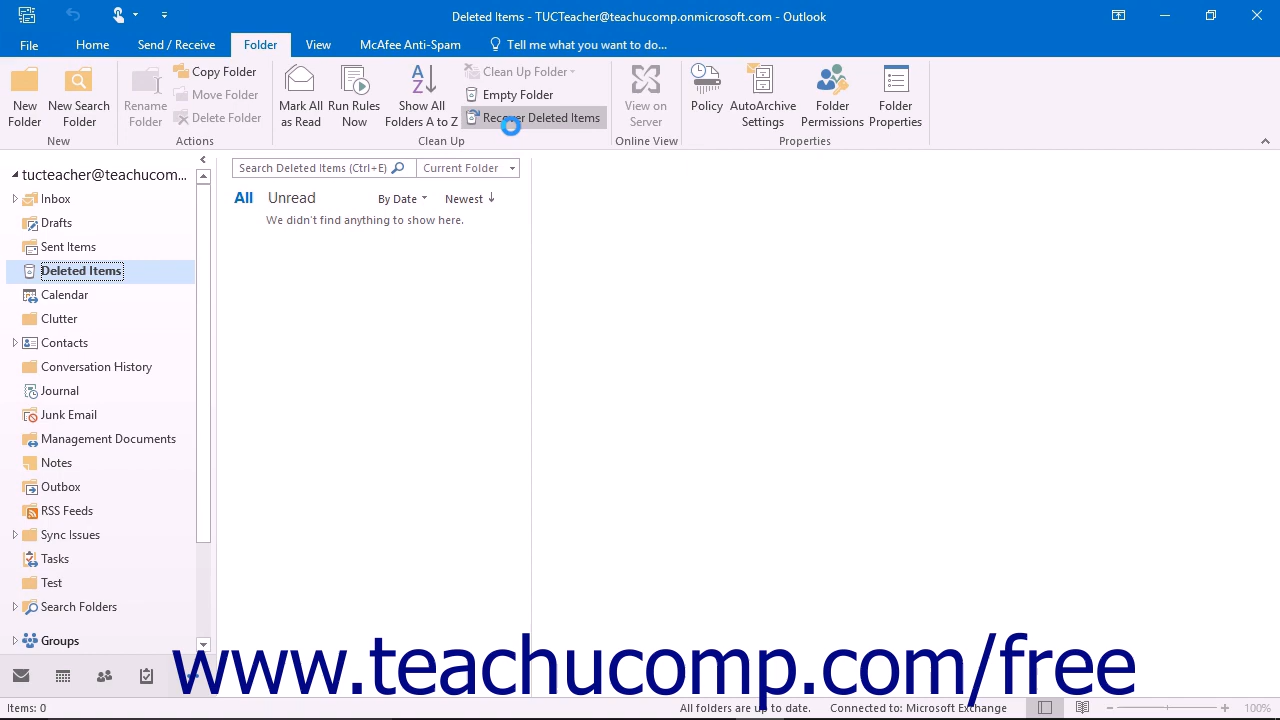 Deleted Items - TUCTeacher@teachucomp.onmicrosoft.com - Outlook
File Home Send / Receive Folder View McAfee Anti-Spam Tell me what you want to do...
New Folder
New Search Folder
New
Rename Folder
Copy Folder
Move Folder
Delete Folder
Actions
Mark All as Read
Run Rules Now
Show All Folders A to Z
Clean Up Folder
Empty Folder
Recover Deleted Items
Clean Up
View on Server
Online View
Policy
AutoArchive Settings
Folder Permissions
Folder Properties
Properties
tucteacher@teachucom...
Inbox
Drafts
Sent Items
Deleted Items
Calendar
Clutter
Contacts
Conversation History
Journal
Junk Email
Management Documents
Notes
Outbox
RSS Feeds
Sync Issues
Tasks
Test
Search Folders
Groups
Search Deleted Items (Ctrl+E) Current Folder
All Unread By Date Newest
We didn't find anything to show here.
www.teachucomp.com/free
Items: 0 All folders are up to date. Connected to: Microsoft Exchange 100%